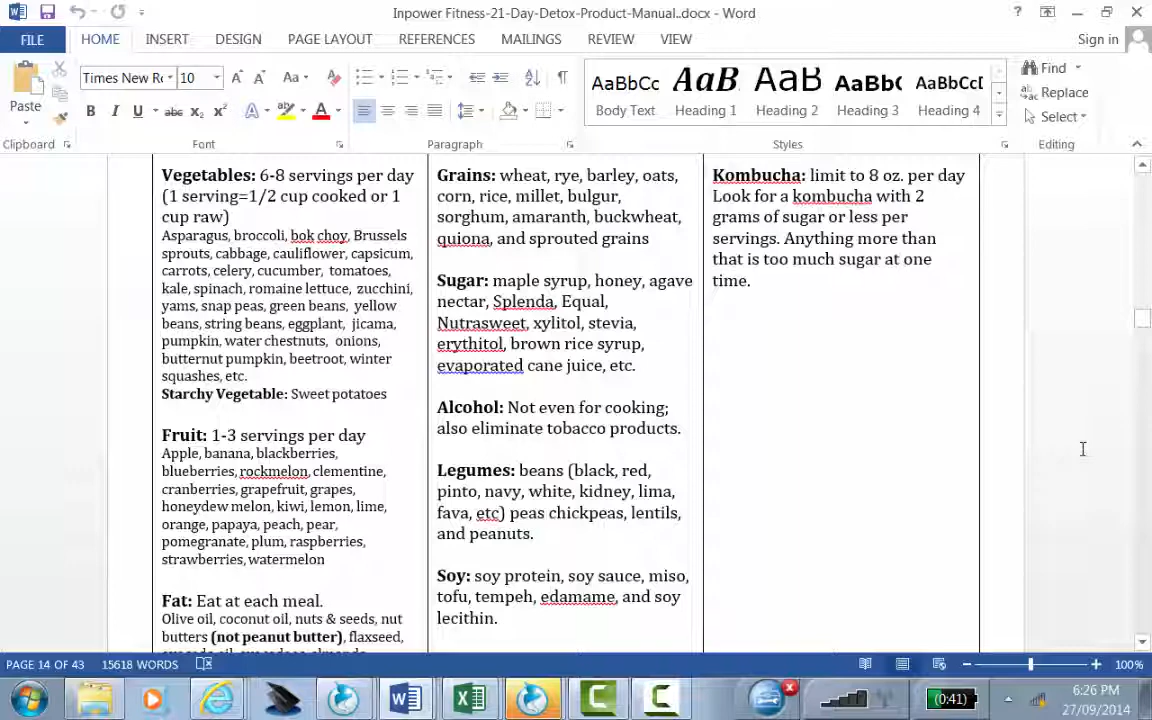 Inpower Fitness-21-Day-Detox-Product-Manual..docx - Word
FILE HOME INSERT DESIGN PAGE LAYOUT REFERENCES MAILINGS REVIEW VIEW Sign in
Times New Ro 10
Paste
Clipboard Font Paragraph Styles Editing
AaBbCc AaB AaBbC AaBbC AaBbCcI
Body Text Heading 1 Heading 2 Heading 3 Heading 4
Find
Replace
Select
Vegetables: 6-8 servings per day
(1 serving=1/2 cup cooked or 1
cup raw)
Asparagus, broccoli, bok choy, Brussels
sprouts, cabbage, cauliflower, capsicum,
carrots, celery, cucumber, tomatoes,
kale, spinach, romaine lettuce, zucchini,
yams, snap peas, green beans, yellow
beans, string beans, eggplant, jicama,
pumpkin, water chestnuts, onions,
butternut pumpkin, beetroot, winter
squashes, etc.
Starchy Vegetable: Sweet potatoes
Fruit: 1-3 servings per day
Apple, banana, blackberries,
blueberries, rockmelon, clementine,
cranberries, grapefruit, grapes,
honeydew melon, kiwi, lemon, lime,
orange, papaya, peach, pear,
pomegranate, plum, raspberries,
strawberries, watermelon
Fat: Eat at each meal.
Olive oil, coconut oil, nuts & seeds, nut
butters (not peanut butter), flaxseed,
Grains: wheat, rye, barley, oats,
corn, rice, millet, bulgur,
sorghum, amaranth, buckwheat,
quiona, and sprouted grains
Sugar: maple syrup, honey, agave
nectar, Splenda, Equal,
Nutrasweet, xylitol, stevia,
erythitol, brown rice syrup,
evaporated cane juice, etc.
Alcohol: Not even for cooking;
also eliminate tobacco products.
Legumes: beans (black, red,
pinto, navy, white, kidney, lima,
fava, etc) peas chickpeas, lentils,
and peanuts.
Soy: soy protein, soy sauce, miso,
tofu, tempeh, edamame, and soy
lecithin.
Kombucha: limit to 8 oz. per day
Look for a kombucha with 2
grams of sugar or less per
servings. Anything more than
that is too much sugar at one
time.
PAGE 14 OF 43 15618 WORDS 100%
(0:41)
6:26 PM
27/09/2014